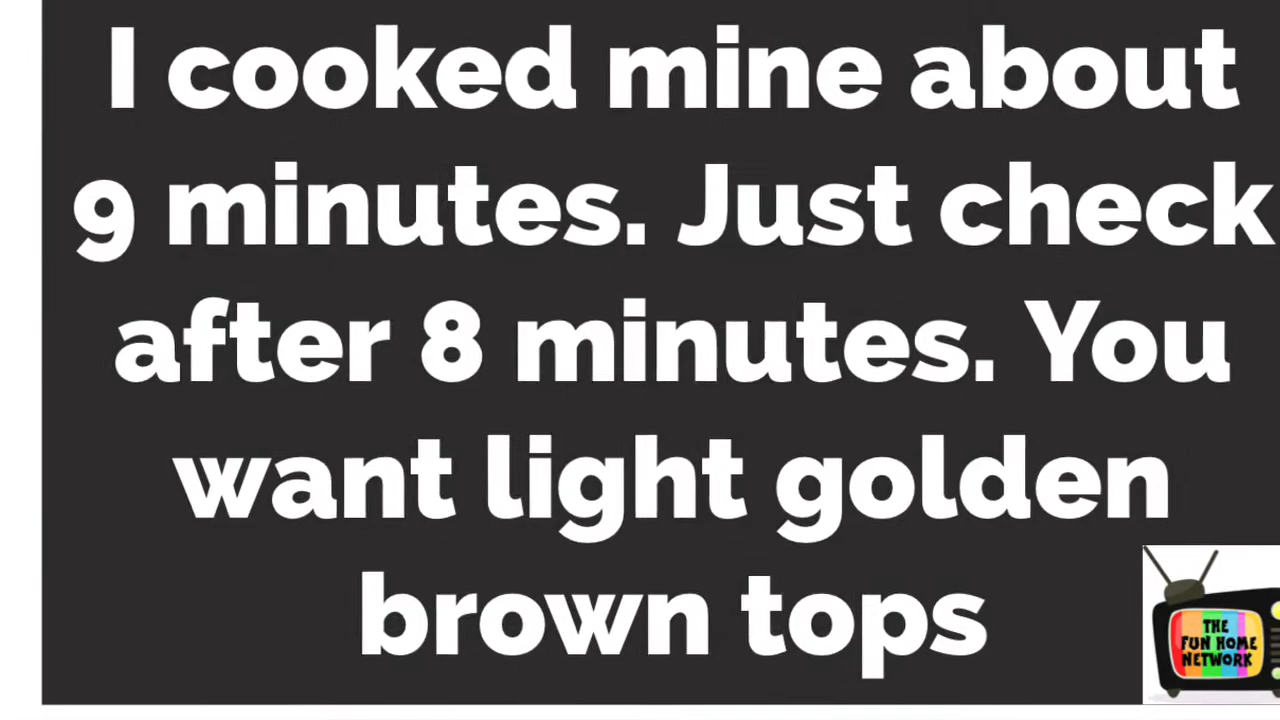 I cooked mine about
9 minutes. Just check
after 8 minutes. You
want light golden
brown tops
THE
FUN HOME
NETWORK